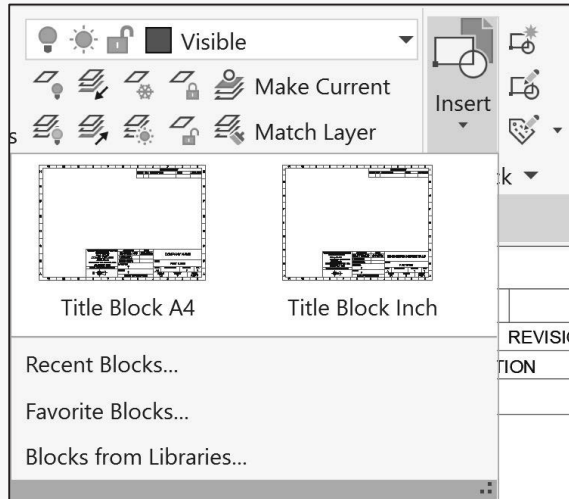 Visible
Make Current
Insert
Match Layer
Title Block A4
Title Block Inch
REVISI
TION
Recent Blocks...
Favorite Blocks...
Blocks from Libraries...